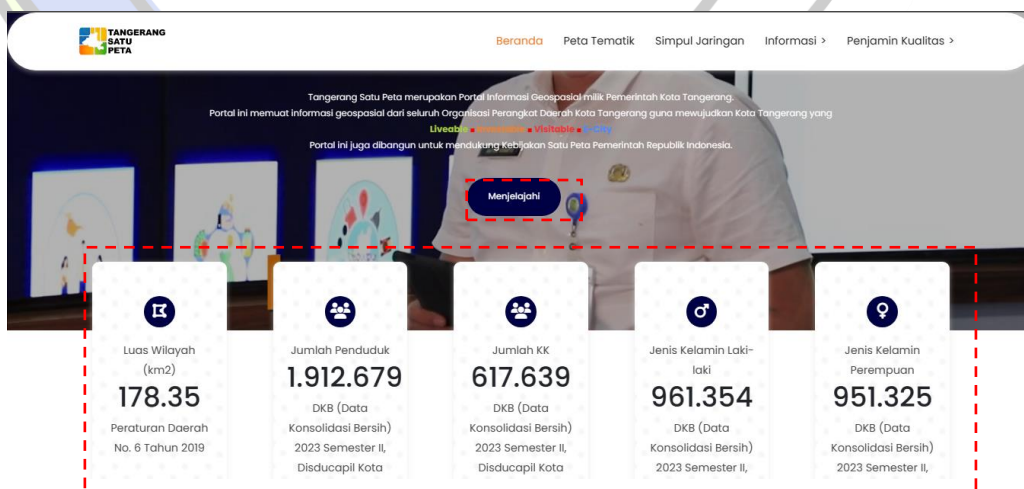 TANGERANG
SATU
PETA
Beranda Peta Tematik Simpul Jaringan Informasi > Penjamin Kualitas >
Tangerang Satu Peta merupakan Portal Informasi Geospasial milik Pemerintah Kota Tangerang.
Portal ini memuat informasi geospasial dari seluruh Organisasi Perangkat Daerah Kota Tangerang guna mewujudkan Kota Tangerang yang
Liveable Visitable E-City
Portal ini juga dibangun untuk mendukung Kebijakan Satu Peta Pemerintah Republik Indonesia.
Menjelajahi
Luas Wilayah
(km2)
178.35
Peraturan Daerah
No. 6 Tahun 2019
Jumlah Penduduk
1.912.679
DKB (Data
Konsolidasi Bersih)
2023 Semester II,
Disducapil Kota
Jumlah KK
617.639
DKB (Data
Konsolidasi Bersih)
2023 Semester II,
Disducapil Kota
Jenis Kelamin Laki-
laki
961.354
DKB (Data
Konsolidasi Bersih)
2023 Semester II,
Jenis Kelamin
Perempuan
951.325
DKB (Data
Konsolidasi Bersih)
2023 Semester II,